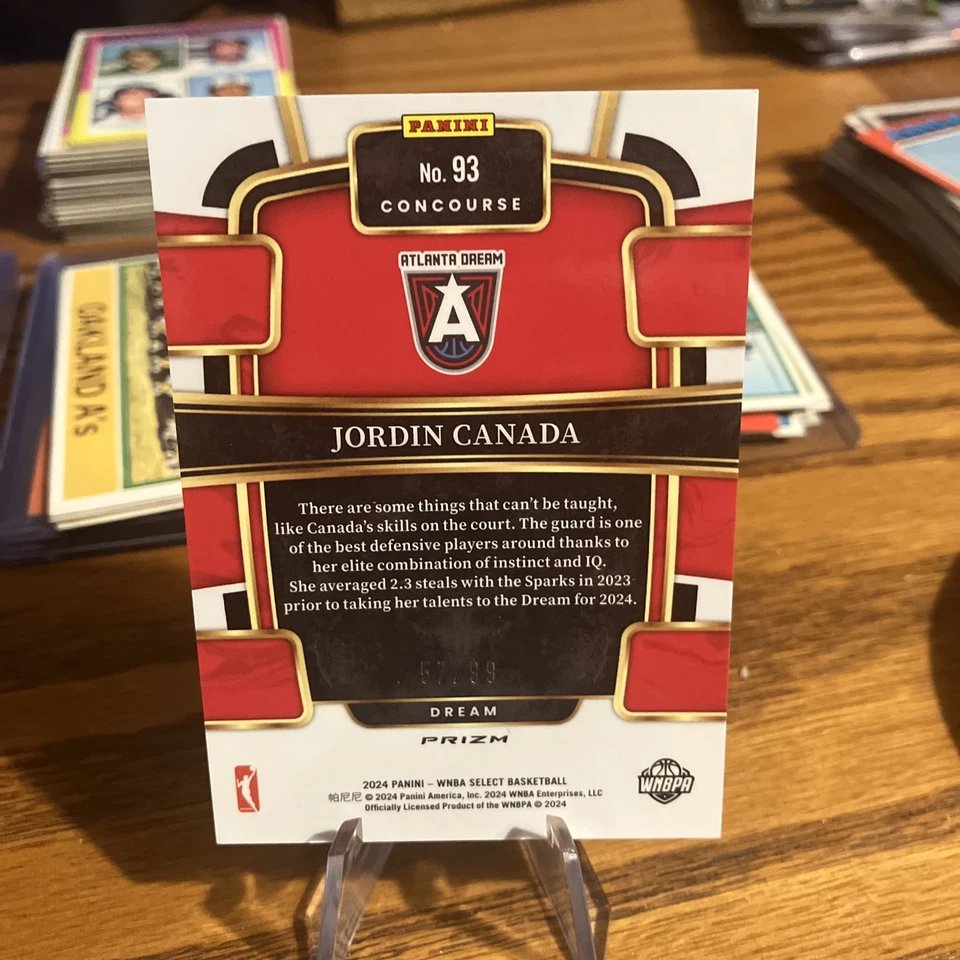 PANINI
No. 93
CONCOURSE
ATLANTA DREAM
A
OAKLAND A's
JORDIN CANADA
There are some things that can't be taught,
like Canada's skills on the court. The guard is one
of the best defensive players around thanks to
her elite combination of instinct and IQ.
She averaged 2.3 steals with the Sparks in 2023
prior to taking her talents to the Dream for 2024.
57/99
DREAM
PRIZM
2024 PANINI – WNBA SELECT BASKETBALL
帕尼尼 © 2024 Panini America, Inc. 2024 WNBA Enterprises, LLC
Officially Licensed Product of the WNBPA © 2024
WNBPA